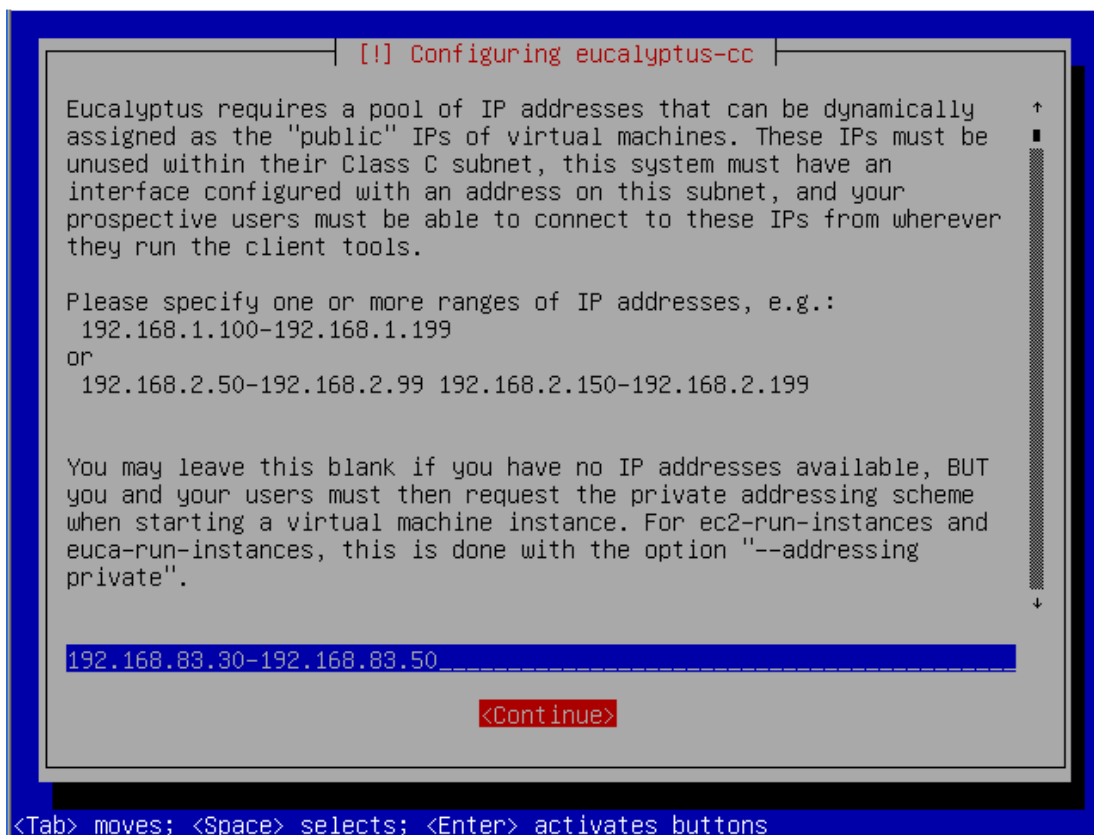 [!] Configuring eucalyptus-cc
Eucalyptus requires a pool of IP addresses that can be dynamically
assigned as the "public" IPs of virtual machines. These IPs must be
unused within their Class C subnet, this system must have an
interface configured with an address on this subnet, and your
prospective users must be able to connect to these IPs from wherever
they run the client tools.
Please specify one or more ranges of IP addresses, e.g.:
192.168.1.100-192.168.1.199
or
192.168.2.50-192.168.2.99 192.168.2.150-192.168.2.199
You may leave this blank if you have no IP addresses available, BUT
you and your users must then request the private addressing scheme
when starting a virtual machine instance. For ec2-run-instances and
euca-run-instances, this is done with the option "--addressing
private".
192.168.83.30-192.168.83.50
<Continue>
<Tab> moves; <Space> selects; <Enter> activates buttons